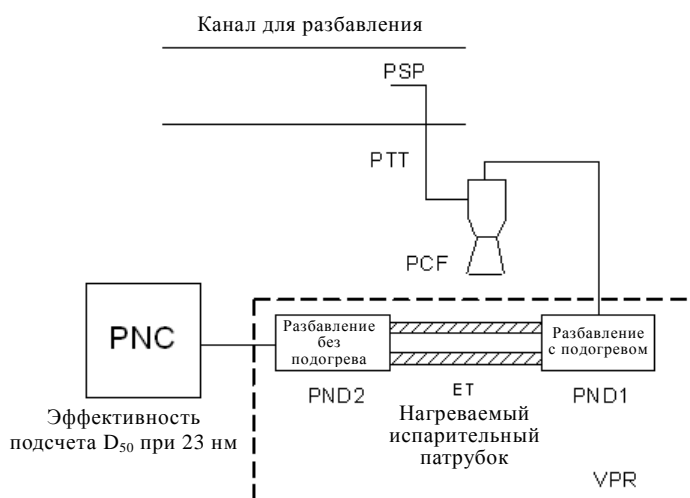 Канал для разбавления
PSP
PTT
PCF
PNC
Разбавление
без
подогрева
Разбавление
с подогревом
PND2
ET
PND1
Нагреваемый
испарительный
патрубок
Эффективность
подсчета D₅₀ при 23 нм
VPR